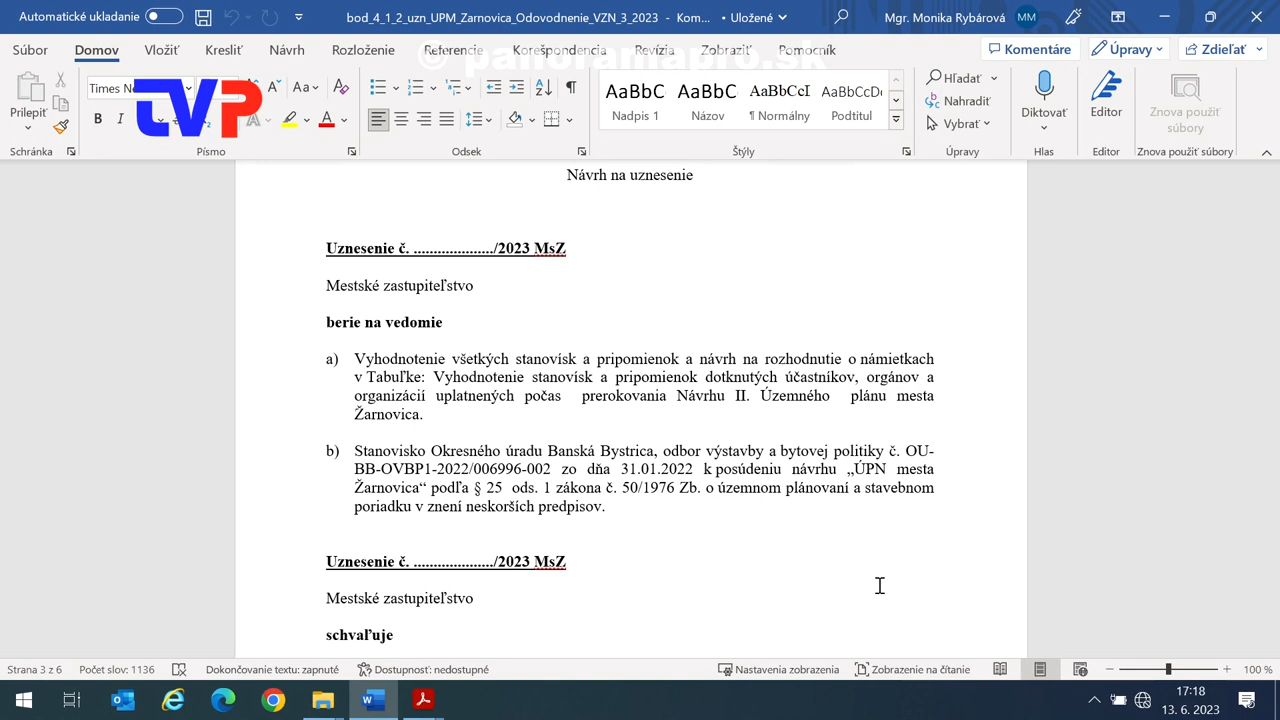 Automatické ukladanie
bod_4_1_2_uzn_UPM_Zarnovica_Odovodnenie_VZN_3_2023 - Kom... • Uložené
Mgr. Monika Rybárová
MM
Súbor Domov Vložiť Kresliť Návrh Rozloženie Referencie Korešpondencia Revízia Zobraziť Pomocník
Komentáre Úpravy Zdieľať
© panoramapro.sk
TVP
Prilepiť
Times N
Aa
B I
AaBbC AaBbC AaBbCcI AaBbCcD
Nadpis 1 Názov ¶ Normálny Podtitul
Hľadať
Nahradiť
Vybrať
Diktovať
Editor
Znova použiť
súbory
Schránka Písmo Odsek Štýly Úpravy Hlas Editor Znova použiť súbory
Návrh na uznesenie
Uznesenie č. ...................../2023 MsZ
Mestské zastupiteľstvo
berie na vedomie
a) Vyhodnotenie všetkých stanovísk a pripomienok a návrh na rozhodnutie o námietkach
v Tabuľke: Vyhodnotenie stanovísk a pripomienok dotknutých účastníkov, orgánov a
organizácií uplatnených počas prerokovania Návrhu II. Územného plánu mesta
Žarnovica.
b) Stanovisko Okresného úradu Banská Bystrica, odbor výstavby a bytovej politiky č. OU-
BB-OVBP1-2022/006996-002 zo dňa 31.01.2022 k posúdeniu návrhu „ÚPN mesta
Žarnovica“ podľa § 25 ods. 1 zákona č. 50/1976 Zb. o územnom plánovaní a stavebnom
poriadku v znení neskorších predpisov.
Uznesenie č. ...................../2023 MsZ
Mestské zastupiteľstvo
schvaľuje
Strana 3 z 6 Počet slov: 1136 Dokončovanie textu: zapnuté Dostupnosť: nedostupné Nastavenia zobrazenia Zobrazenie na čítanie 100 %
17:18
13. 6. 2023